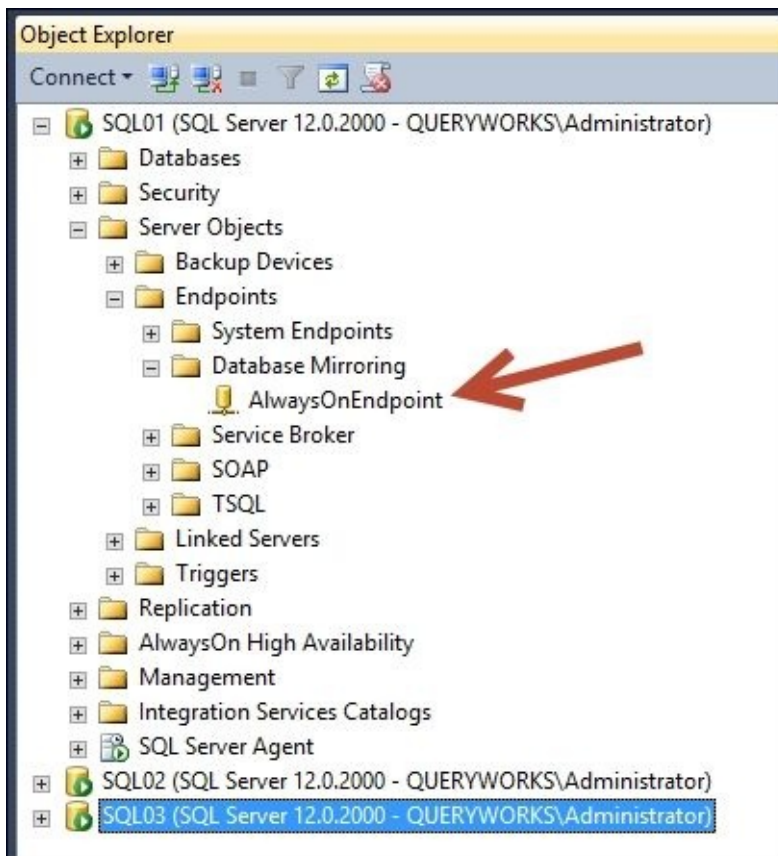 Object Explorer
Connect
SQL01 (SQL Server 12.0.2000 - QUERYWORKS\Administrator)
Databases
Security
Server Objects
Backup Devices
Endpoints
System Endpoints
Database Mirroring
AlwaysOnEndpoint
Service Broker
SOAP
TSQL
Linked Servers
Triggers
Replication
AlwaysOn High Availability
Management
Integration Services Catalogs
SQL Server Agent
SQL02 (SQL Server 12.0.2000 - QUERYWORKS\Administrator)
SQL03 (SQL Server 12.0.2000 - QUERYWORKS\Administrator)